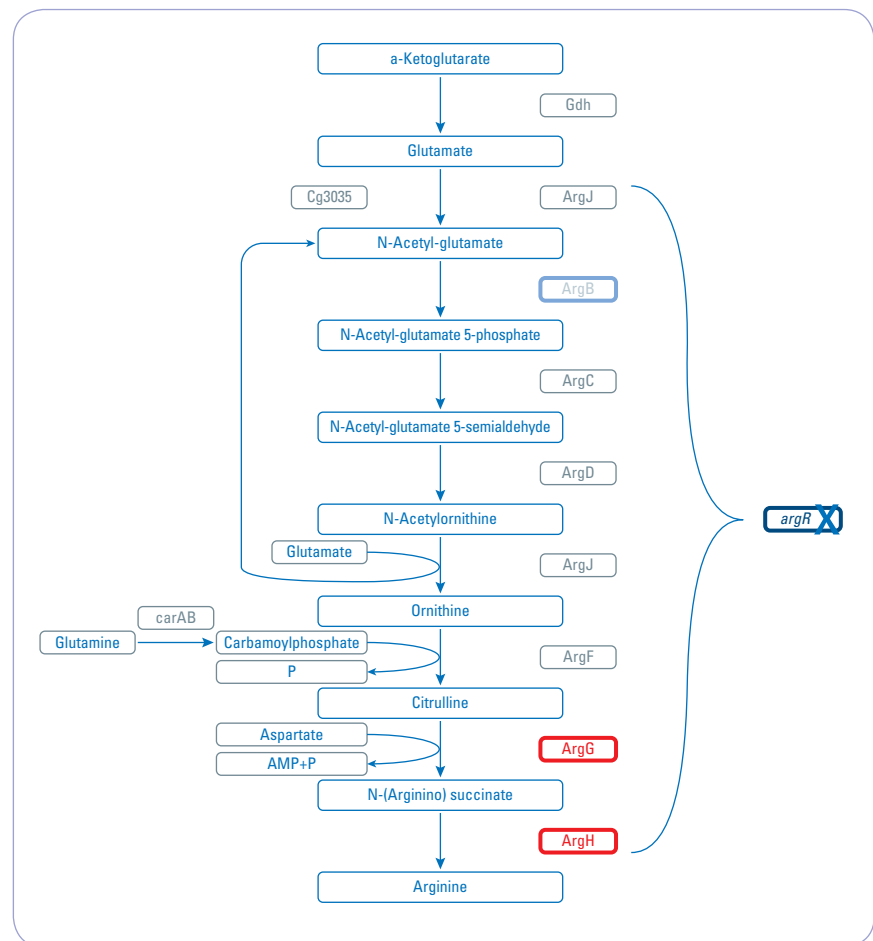 a-Ketoglutarate
Gdh
Glutamate
Cg3035
ArgJ
N-Acetyl-glutamate
ArgB
N-Acetyl-glutamate 5-phosphate
ArgC
N-Acetyl-glutamate 5-semialdehyde
ArgD
N-Acetylornithine
argR X
Glutamate
ArgJ
Ornithine
carAB
Glutamine
Carbamoylphosphate
ArgF
P
Citrulline
Aspartate
ArgG
AMP+P
N-(Arginino) succinate
ArgH
Arginine